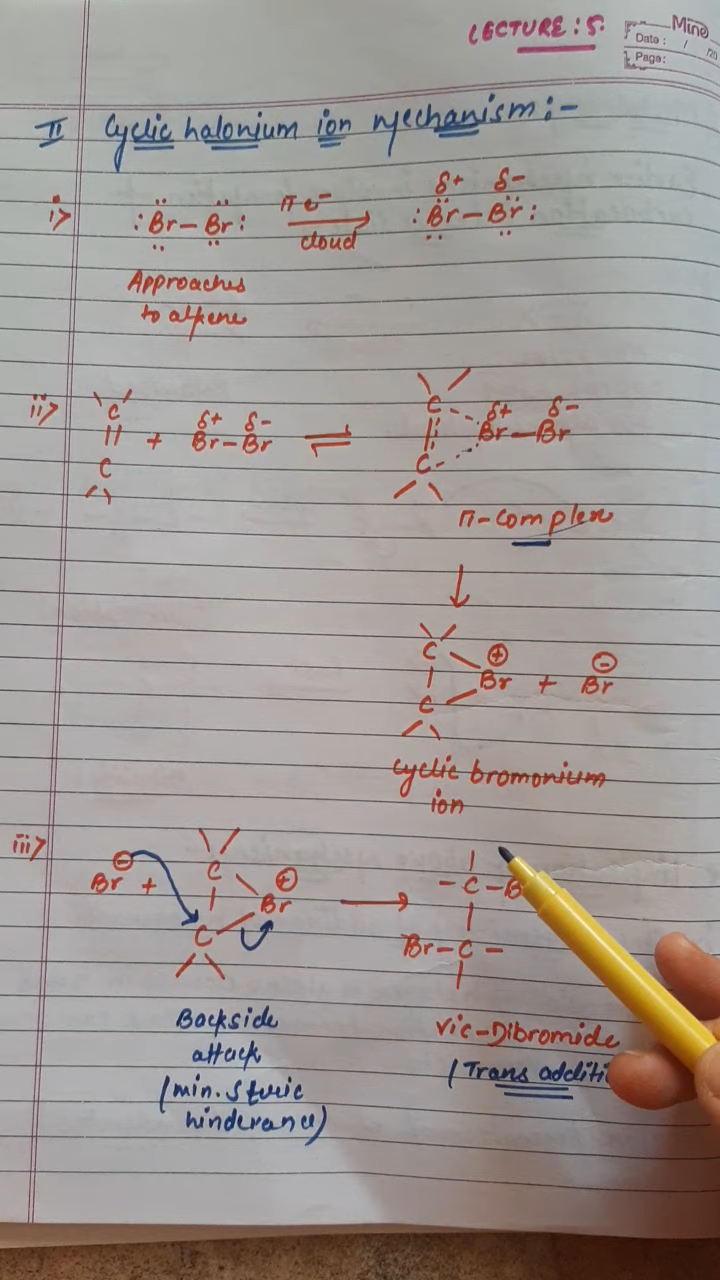 LECTURE: 5.
Mine
Date: / /20
Page:
II Cyclic halonium ion mechanism:-
i> :Br-Br: π e- cloud :Br-Br: δ+ δ-
Approaches
to alkene
ii> C = C + Br-Br δ+ δ- ⇌ C = C Br-Br δ+ δ-
π-complex
↓
C - C Br ⊕ + Br ⊖
Cyclic bromonium
ion
iii> Br ⊖ + C - C Br ⊕ → -C-B
Br-C-
Backside
attack
(min. steric
hinderance)
vic-Dibromide
(Trans additi